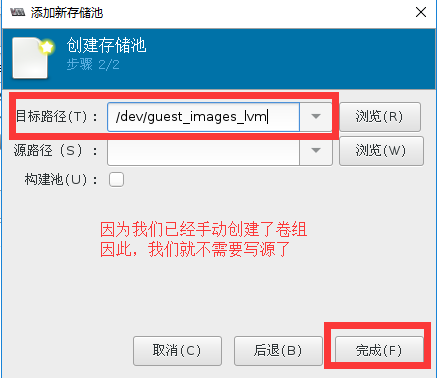 添加新存储池
创建存储池
步骤 2/2
目标路径(T)： /dev/guest_images_lvm 浏览(R)
源路径（S）： 浏览(W)
构建池(U)：
因为我们已经手动创建了卷组
因此，我们就不需要写源了
取消(C) 后退(B) 完成(F)